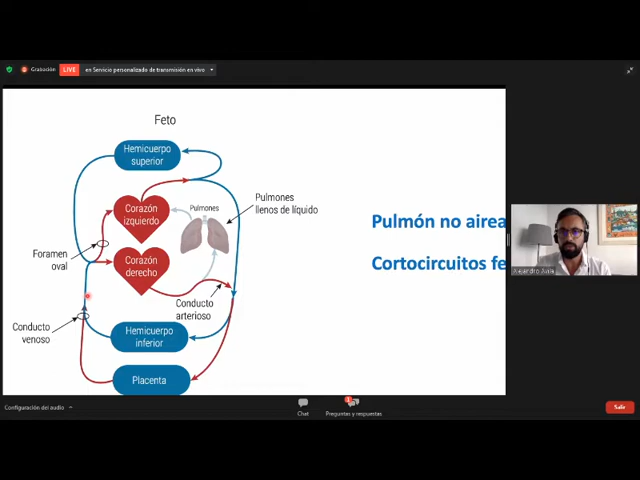 Grabación
LIVE
en Servicio personalizado de transmisión en vivo
Feto
Hemicuerpo
superior
Corazón
izquierdo
Pulmones
Pulmones
llenos de líquido
Foramen
oval
Corazón
derecho
Conducto
arterioso
Conducto
venoso
Hemicuerpo
inferior
Placenta
Pulmón no airea
Cortocircuitos fe
Configuración del audio
Chat
Preguntas y respuestas
Salir